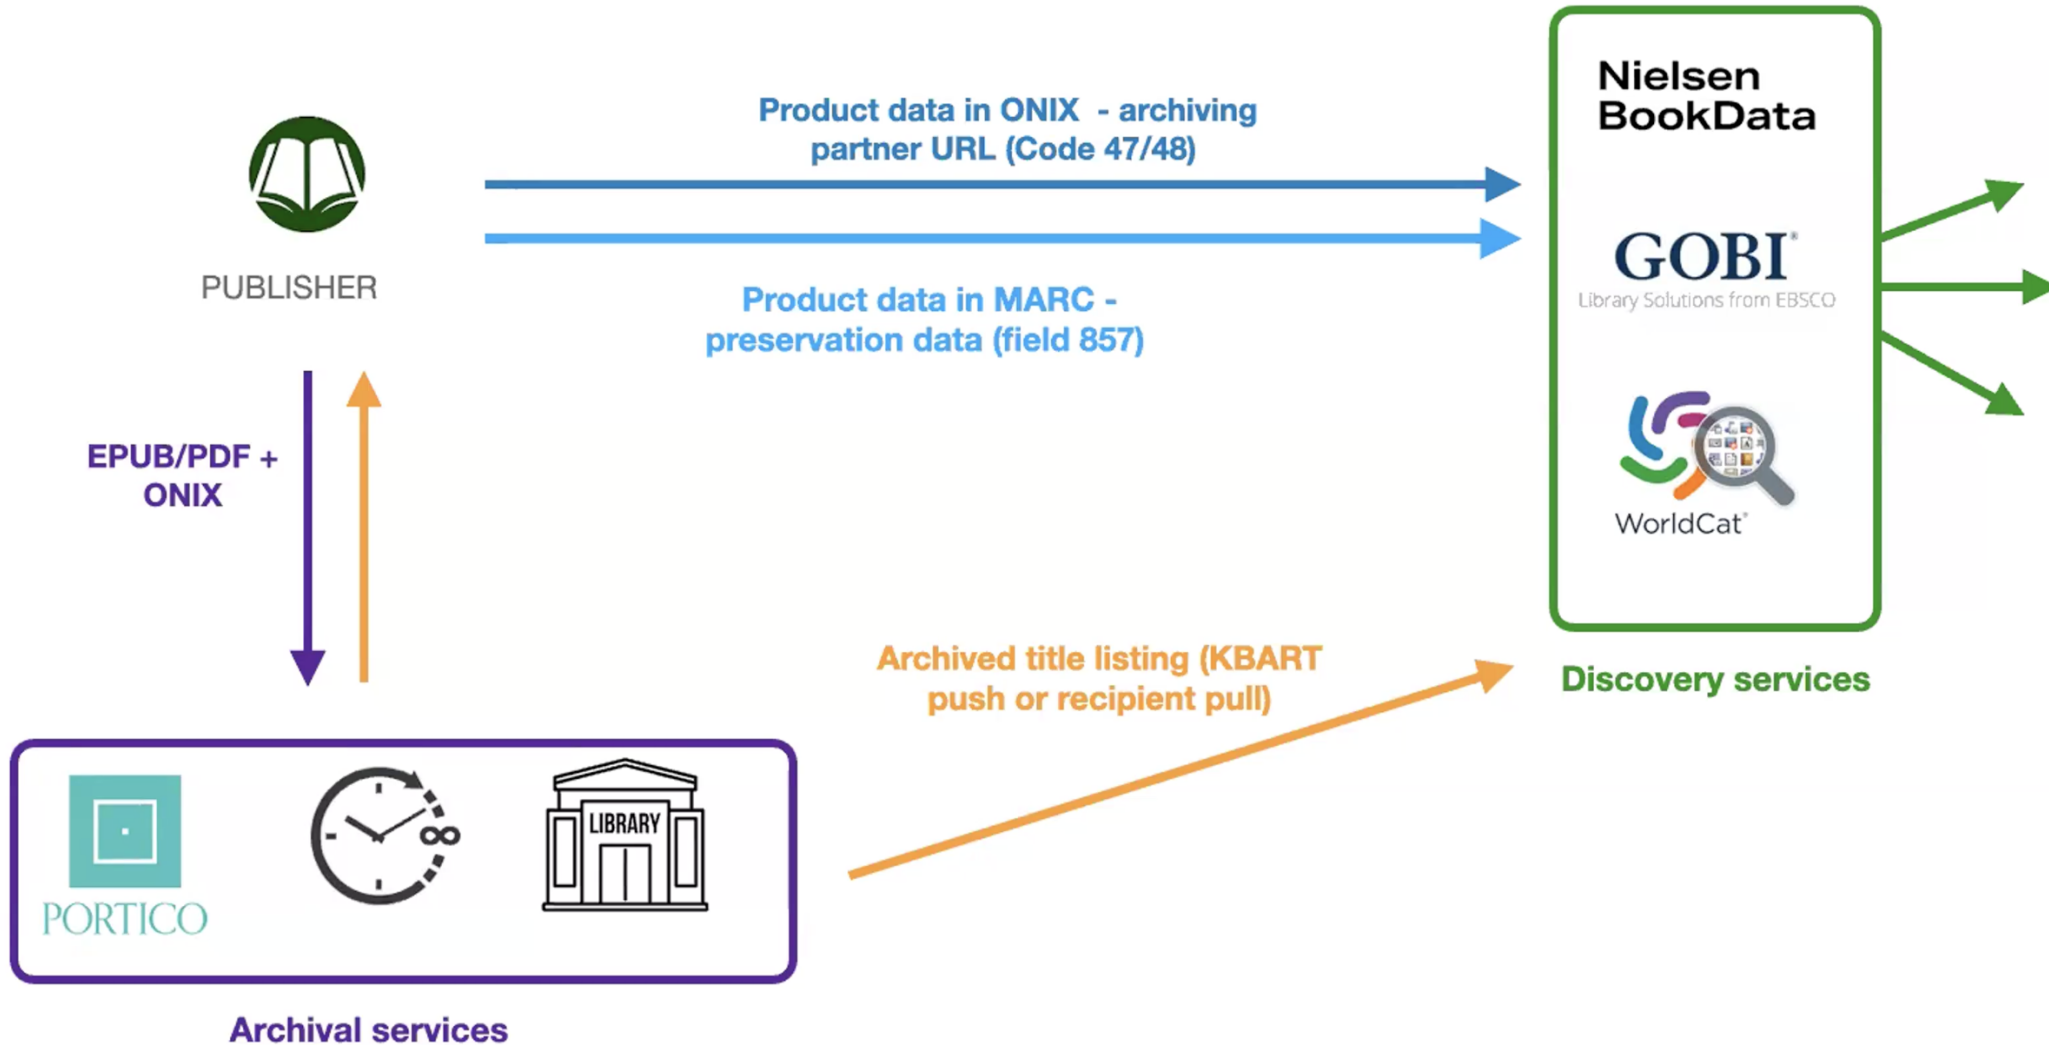 Nielsen
BookData
Product data in ONIX - archiving
partner URL (Code 47/48)
GOBI®
Library Solutions from EBSCO
PUBLISHER
Product data in MARC -
preservation data (field 857)
EPUB/PDF +
ONIX
WorldCat®
Archived title listing (KBART
push or recipient pull)
Discovery services
LIBRARY
PORTICO
Archival services